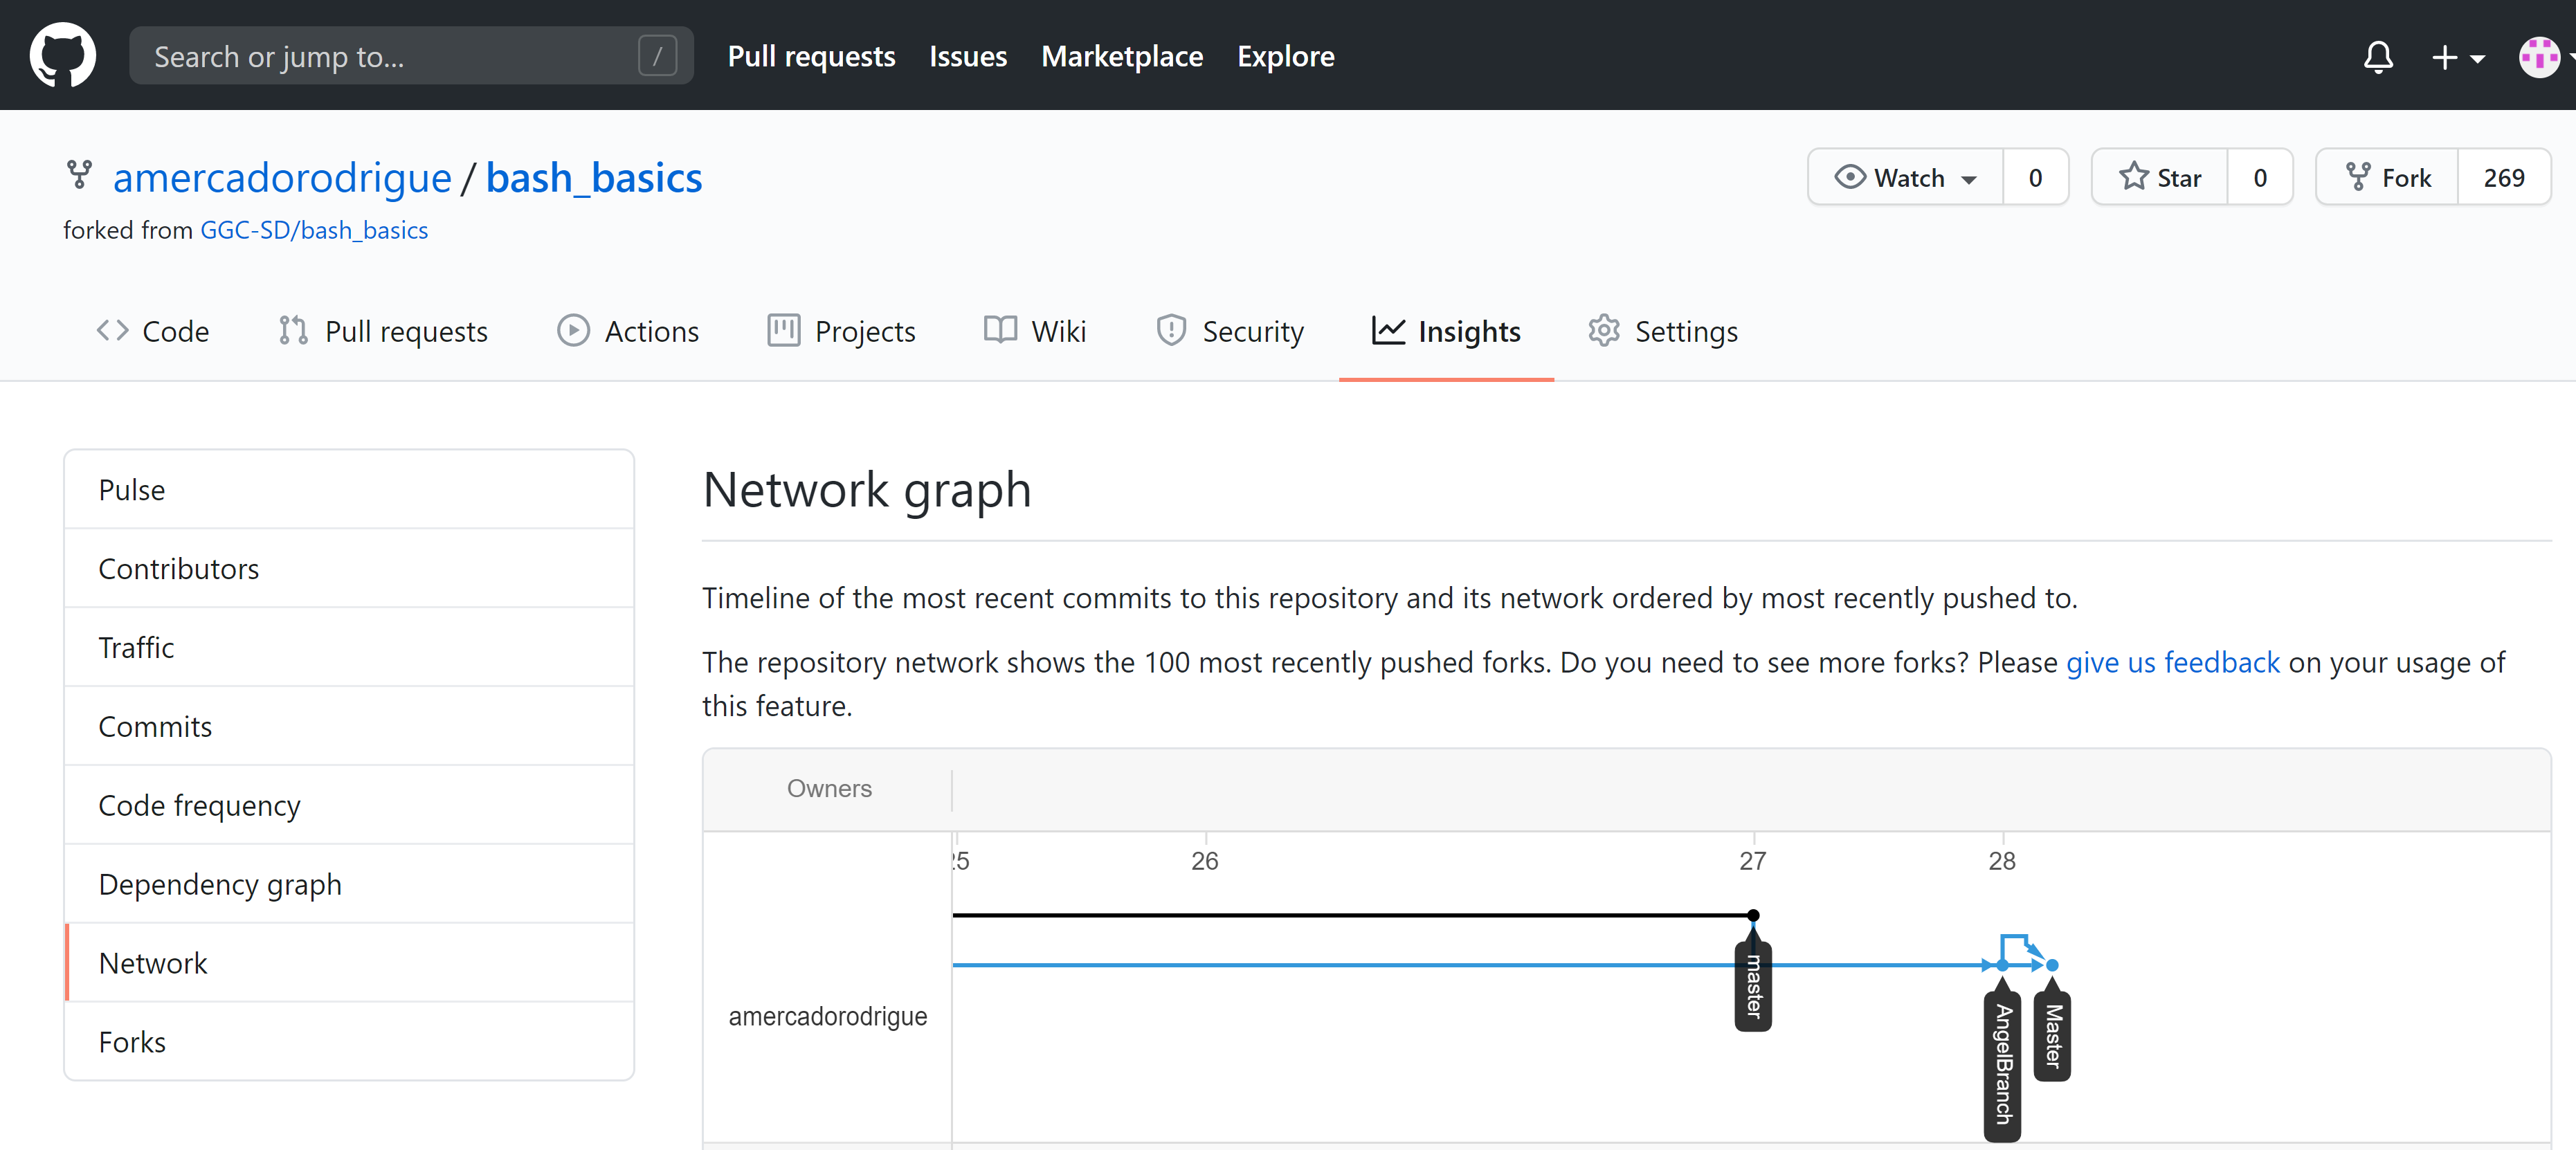 Search or jump to... /
Pull requests Issues Marketplace Explore
amercadorodrigue / bash_basics
Watch 0 Star 0 Fork 269
forked from GGC-SD/bash_basics
Code Pull requests Actions Projects Wiki Security Insights Settings
Pulse
Contributors
Traffic
Commits
Code frequency
Dependency graph
Network
Forks
Network graph
Timeline of the most recent commits to this repository and its network ordered by most recently pushed to.
The repository network shows the 100 most recently pushed forks. Do you need to see more forks? Please give us feedback on your usage of
this feature.
Owners
25 26 27 28
amercadorodrigue
master
AngelBranch
Master